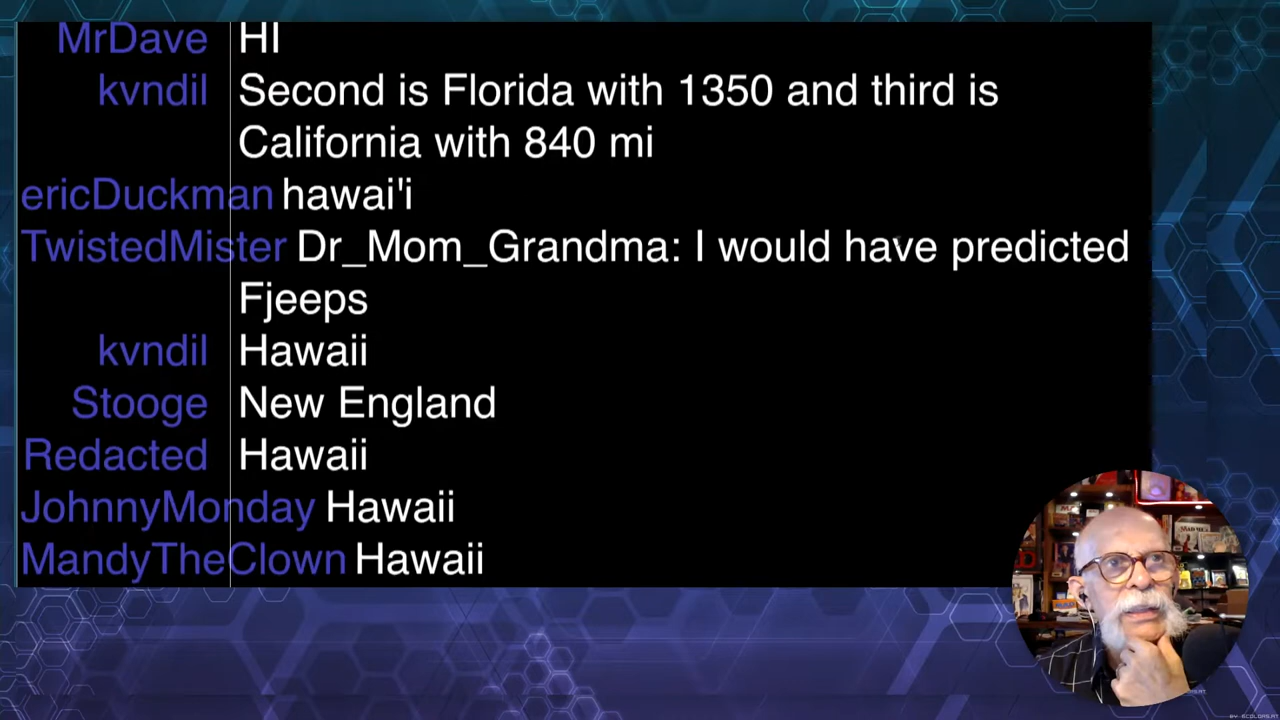 MrDave HI
kvndil Second is Florida with 1350 and third is
California with 840 mi
ericDuckman hawai'i
TwistedMister Dr_Mom_Grandma: I would have predicted
Fjeeps
kvndil Hawaii
Stooge New England
Redacted Hawaii
JohnnyMonday Hawaii
MandyTheClown Hawaii